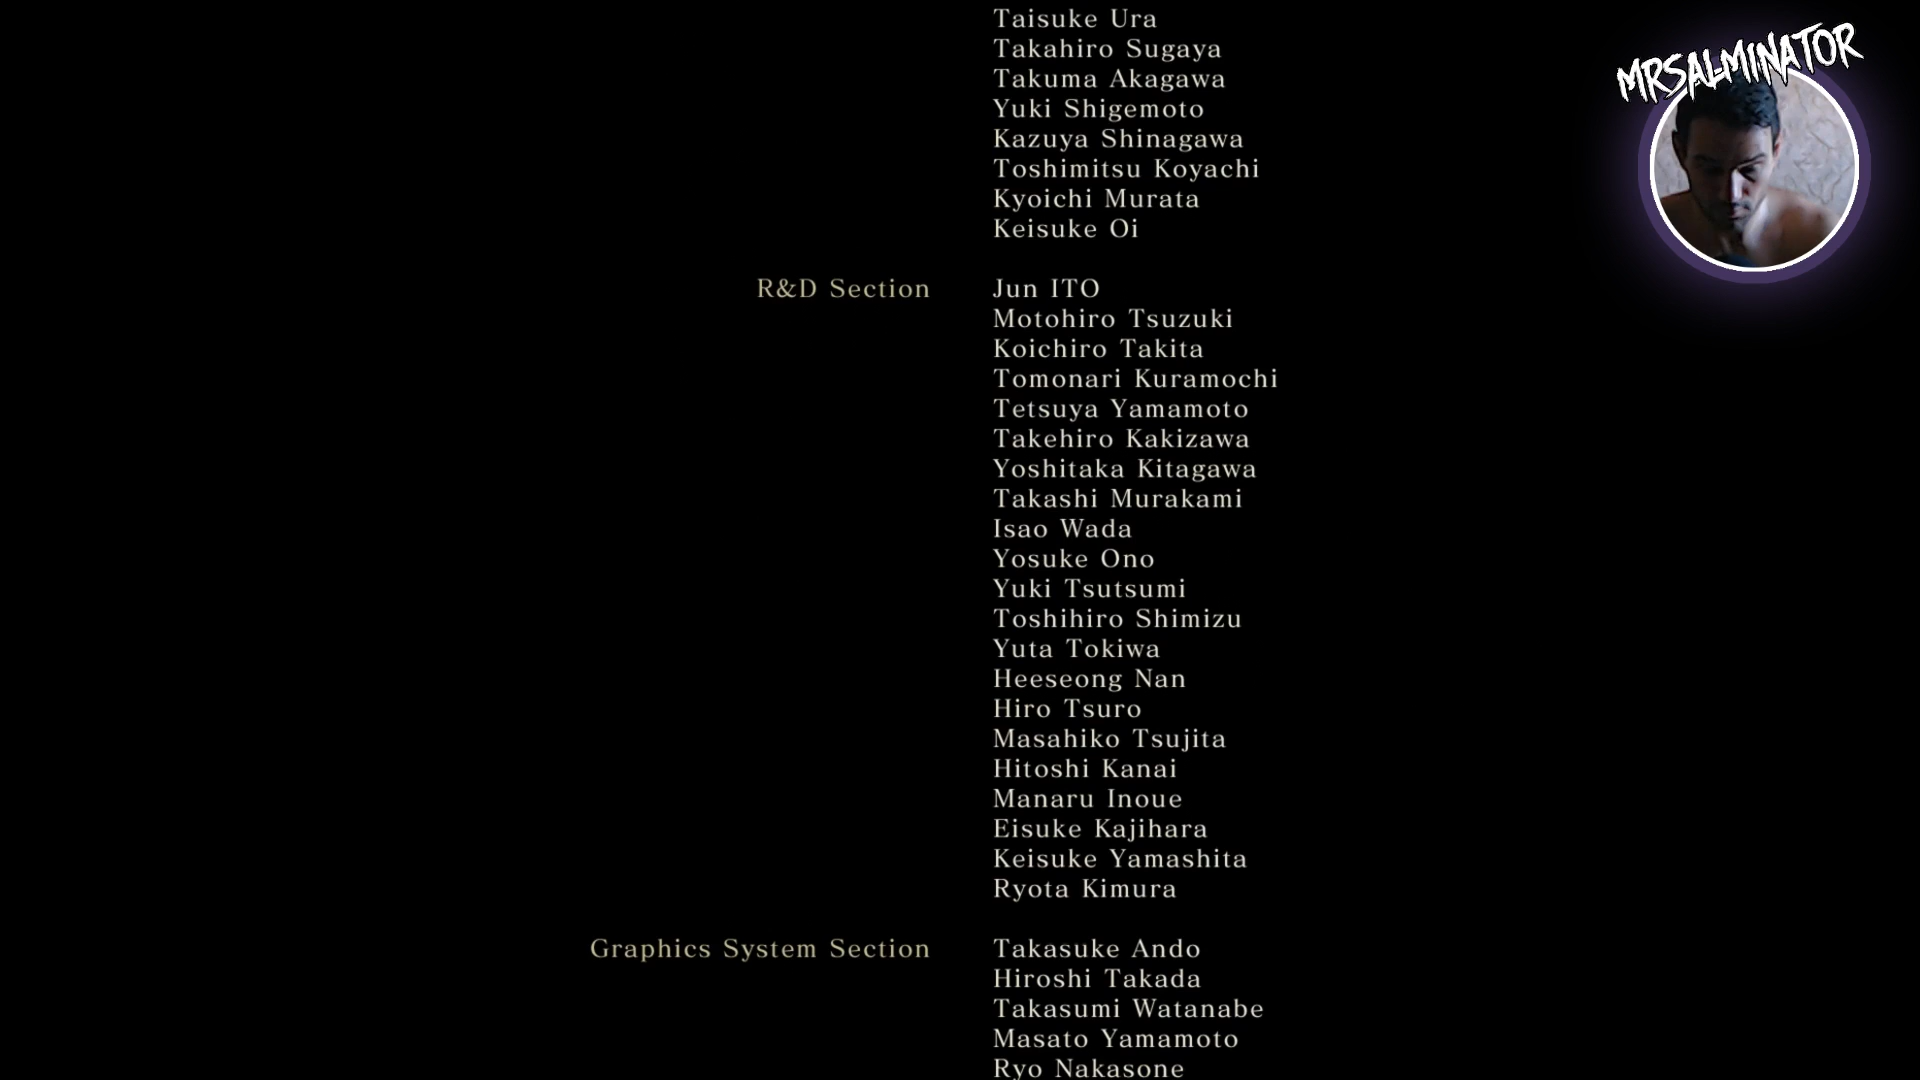 Taisuke Ura
Takahiro Sugaya
Takuma Akagawa
Yuki Shigemoto
Kazuya Shinagawa
Toshimitsu Koyachi
Kyoichi Murata
Keisuke Oi
MRSALMINATOR
R&D Section Jun ITO
Motohiro Tsuzuki
Koichiro Takita
Tomonari Kuramochi
Tetsuya Yamamoto
Takehiro Kakizawa
Yoshitaka Kitagawa
Takashi Murakami
Isao Wada
Yosuke Ono
Yuki Tsutsumi
Toshihiro Shimizu
Yuta Tokiwa
Heeseong Nan
Hiro Tsuro
Masahiko Tsujita
Hitoshi Kanai
Manaru Inoue
Eisuke Kajihara
Keisuke Yamashita
Ryota Kimura
Graphics System Section Takasuke Ando
Hiroshi Takada
Takasumi Watanabe
Masato Yamamoto
Ryo Nakasone